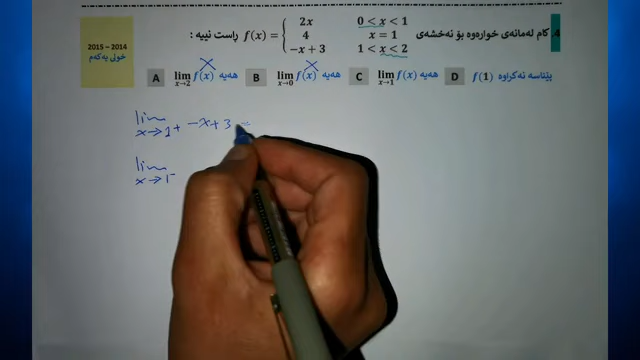 4. کام لەمانەی خوارەوە بۆ نەخشەی f(x) = { 2x 0 < x < 1 ; 4 x = 1 ; −x + 3 1 < x < 2 راست نییە :
2014 – 2015
خولی یەکەم
A lim x→2 f(x) هەیە B lim x→0 f(x) هەیە C lim x→1 f(x) هەیە D f(1) پێناسە نەکراوە
lim x→1+ −x+3 =
lim x→1−